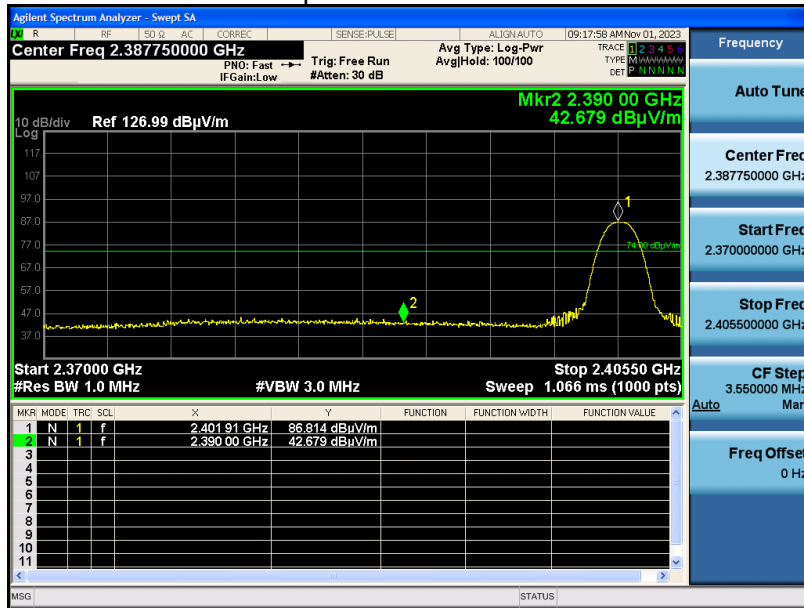 Agilent Spectrum Analyzer - Swept SA
LXI R RF 50 Ω AC CORREC SENSE:PULSE ALIGN AUTO 09:17:58 AM Nov 01, 2023
Center Freq 2.387750000 GHz
PNO: Fast
IFGain:Low
Trig: Free Run
#Atten: 30 dB
Avg Type: Log-Pwr
Avg|Hold: 100/100
TRACE 1 2 3 4 5 6
TYPE M
DET P N N N N N
Mkr2 2.390 00 GHz
42.679 dBµV/m
10 dB/div Ref 126.99 dBµV/m
Log
117
107
97.0
87.0
77.0
67.0
57.0
47.0
37.0
1
74.00 dBµV/m
2
Start 2.37000 GHz Stop 2.40550 GHz
#Res BW 1.0 MHz #VBW 3.0 MHz Sweep 1.066 ms (1000 pts)
MKR MODE TRC SCL X Y FUNCTION FUNCTION WIDTH FUNCTION VALUE
1 N 1 f 2.401 91 GHz 86.814 dBµV/m
2 N 1 f 2.390 00 GHz 42.679 dBµV/m
3
4
5
6
7
8
9
10
11
MSG STATUS
Frequency
Auto Tune
Center Freq
2.387750000 GHz
Start Freq
2.370000000 GHz
Stop Freq
2.405500000 GHz
CF Step
3.550000 MHz
Auto Man
Freq Offset
0 Hz